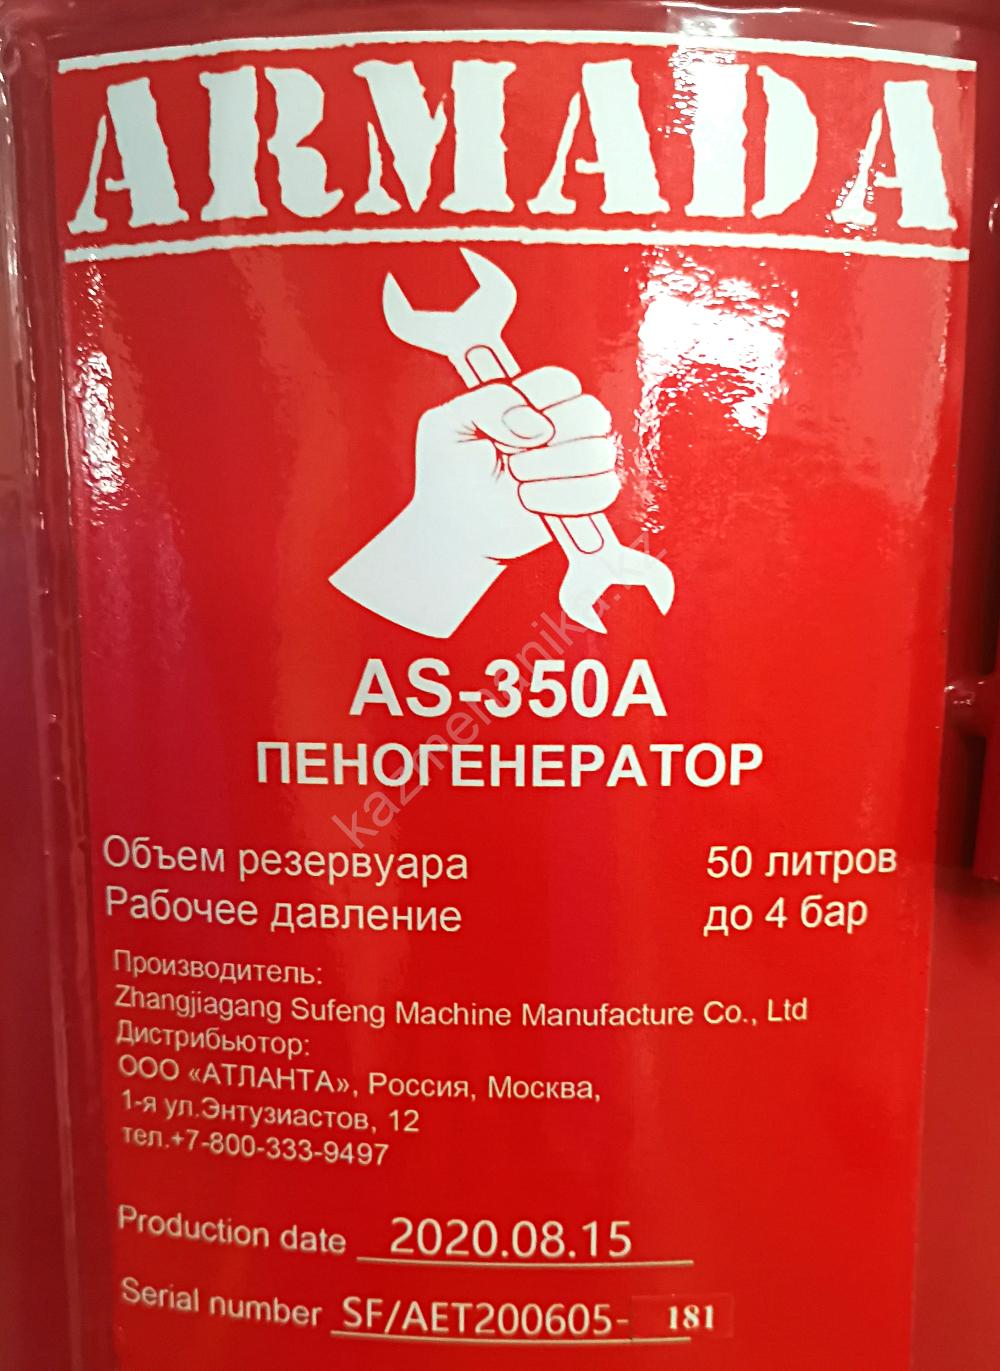 ARMADA
AS-350A
ПЕНОГЕНЕРАТОР
Объем резервуара 50 литров
Рабочее давление до 4 бар
Производитель:
Zhangjiagang Sufeng Machine Manufacture Co., Ltd
Дистрибьютор:
ООО «АТЛАНТА», Россия, Москва,
1-я ул.Энтузиастов, 12
тел.+7-800-333-9497
Production date 2020.08.15
Serial number SF/AET200605- 181
kazmehanika.kz